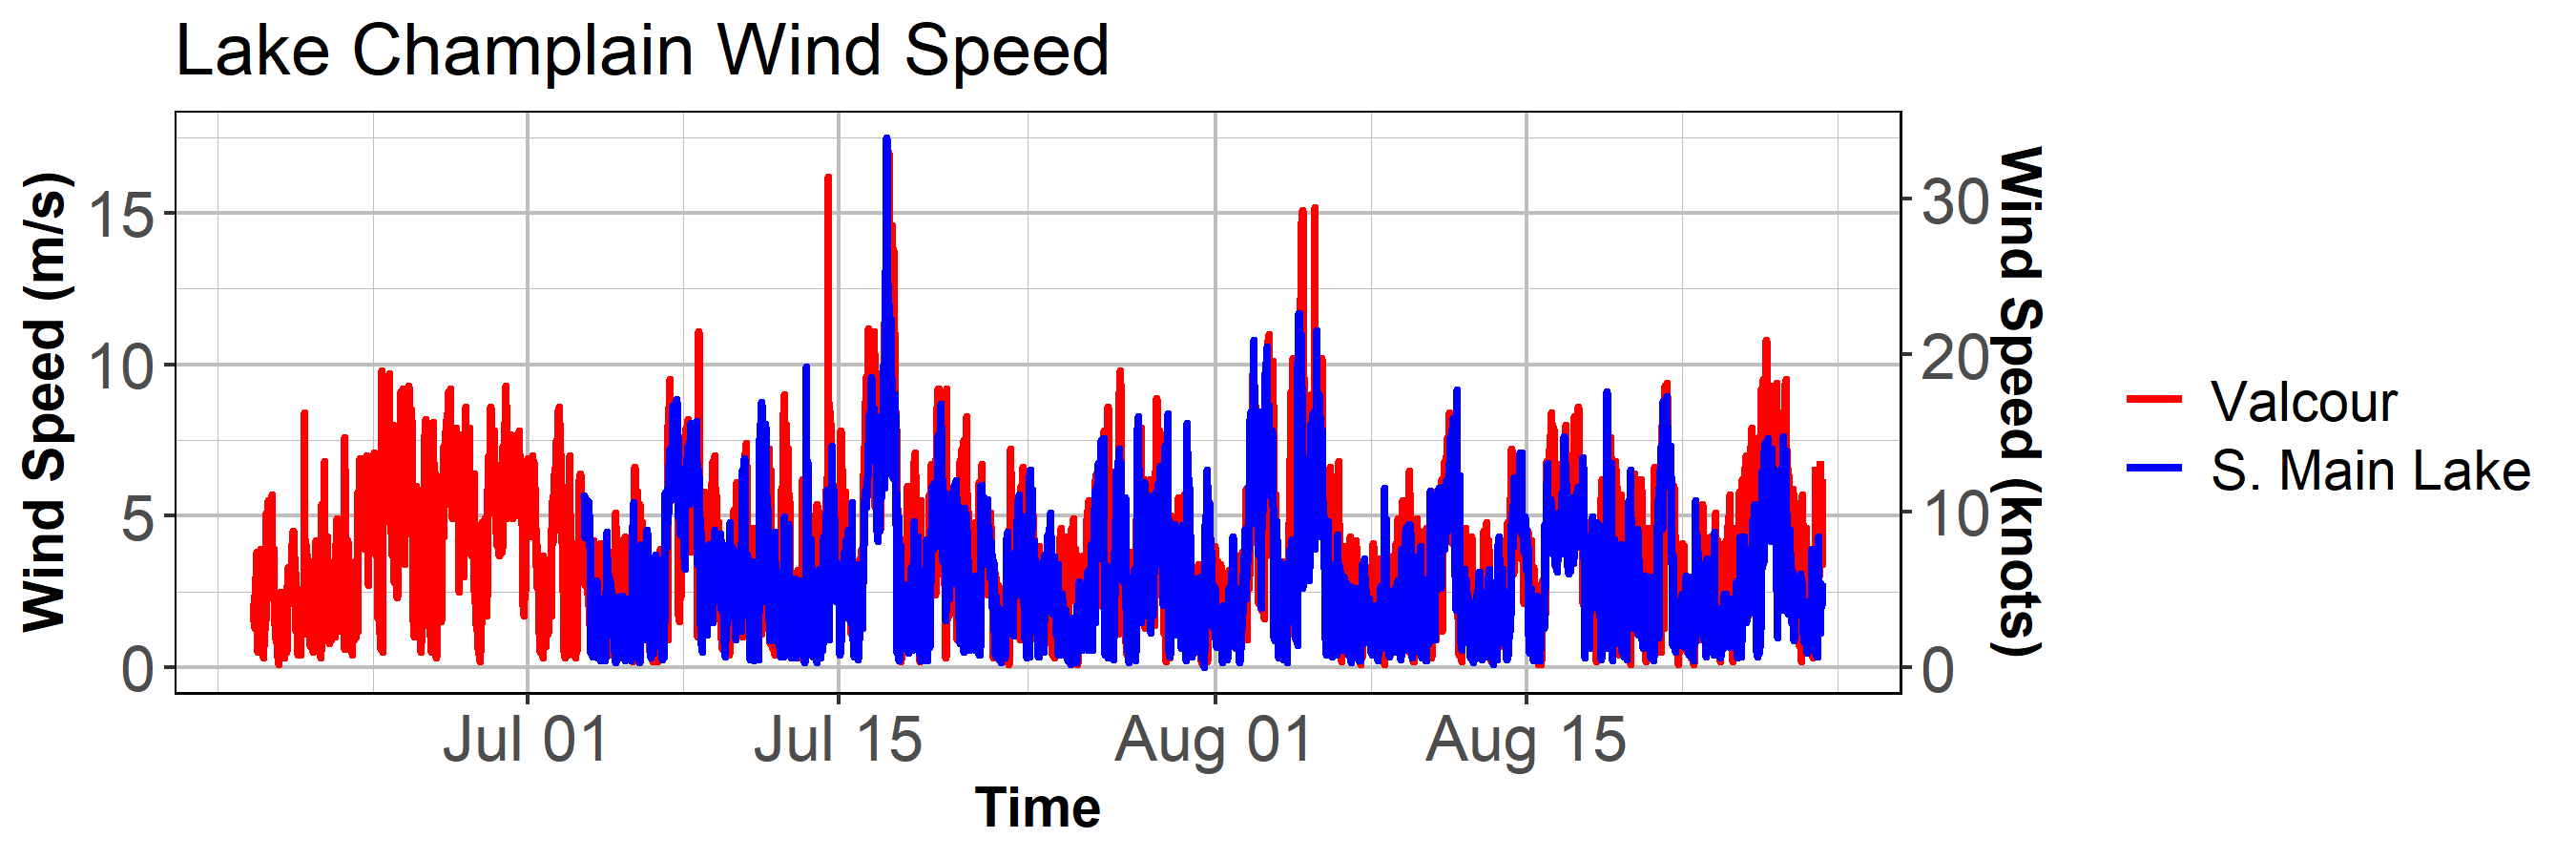 Lake Champlain Wind Speed
Wind Speed (m/s)
15
10
5
0
30
20
10
0
Wind Speed (knots)
Jul 01
Jul 15
Aug 01
Aug 15
Time
Valcour
S. Main Lake